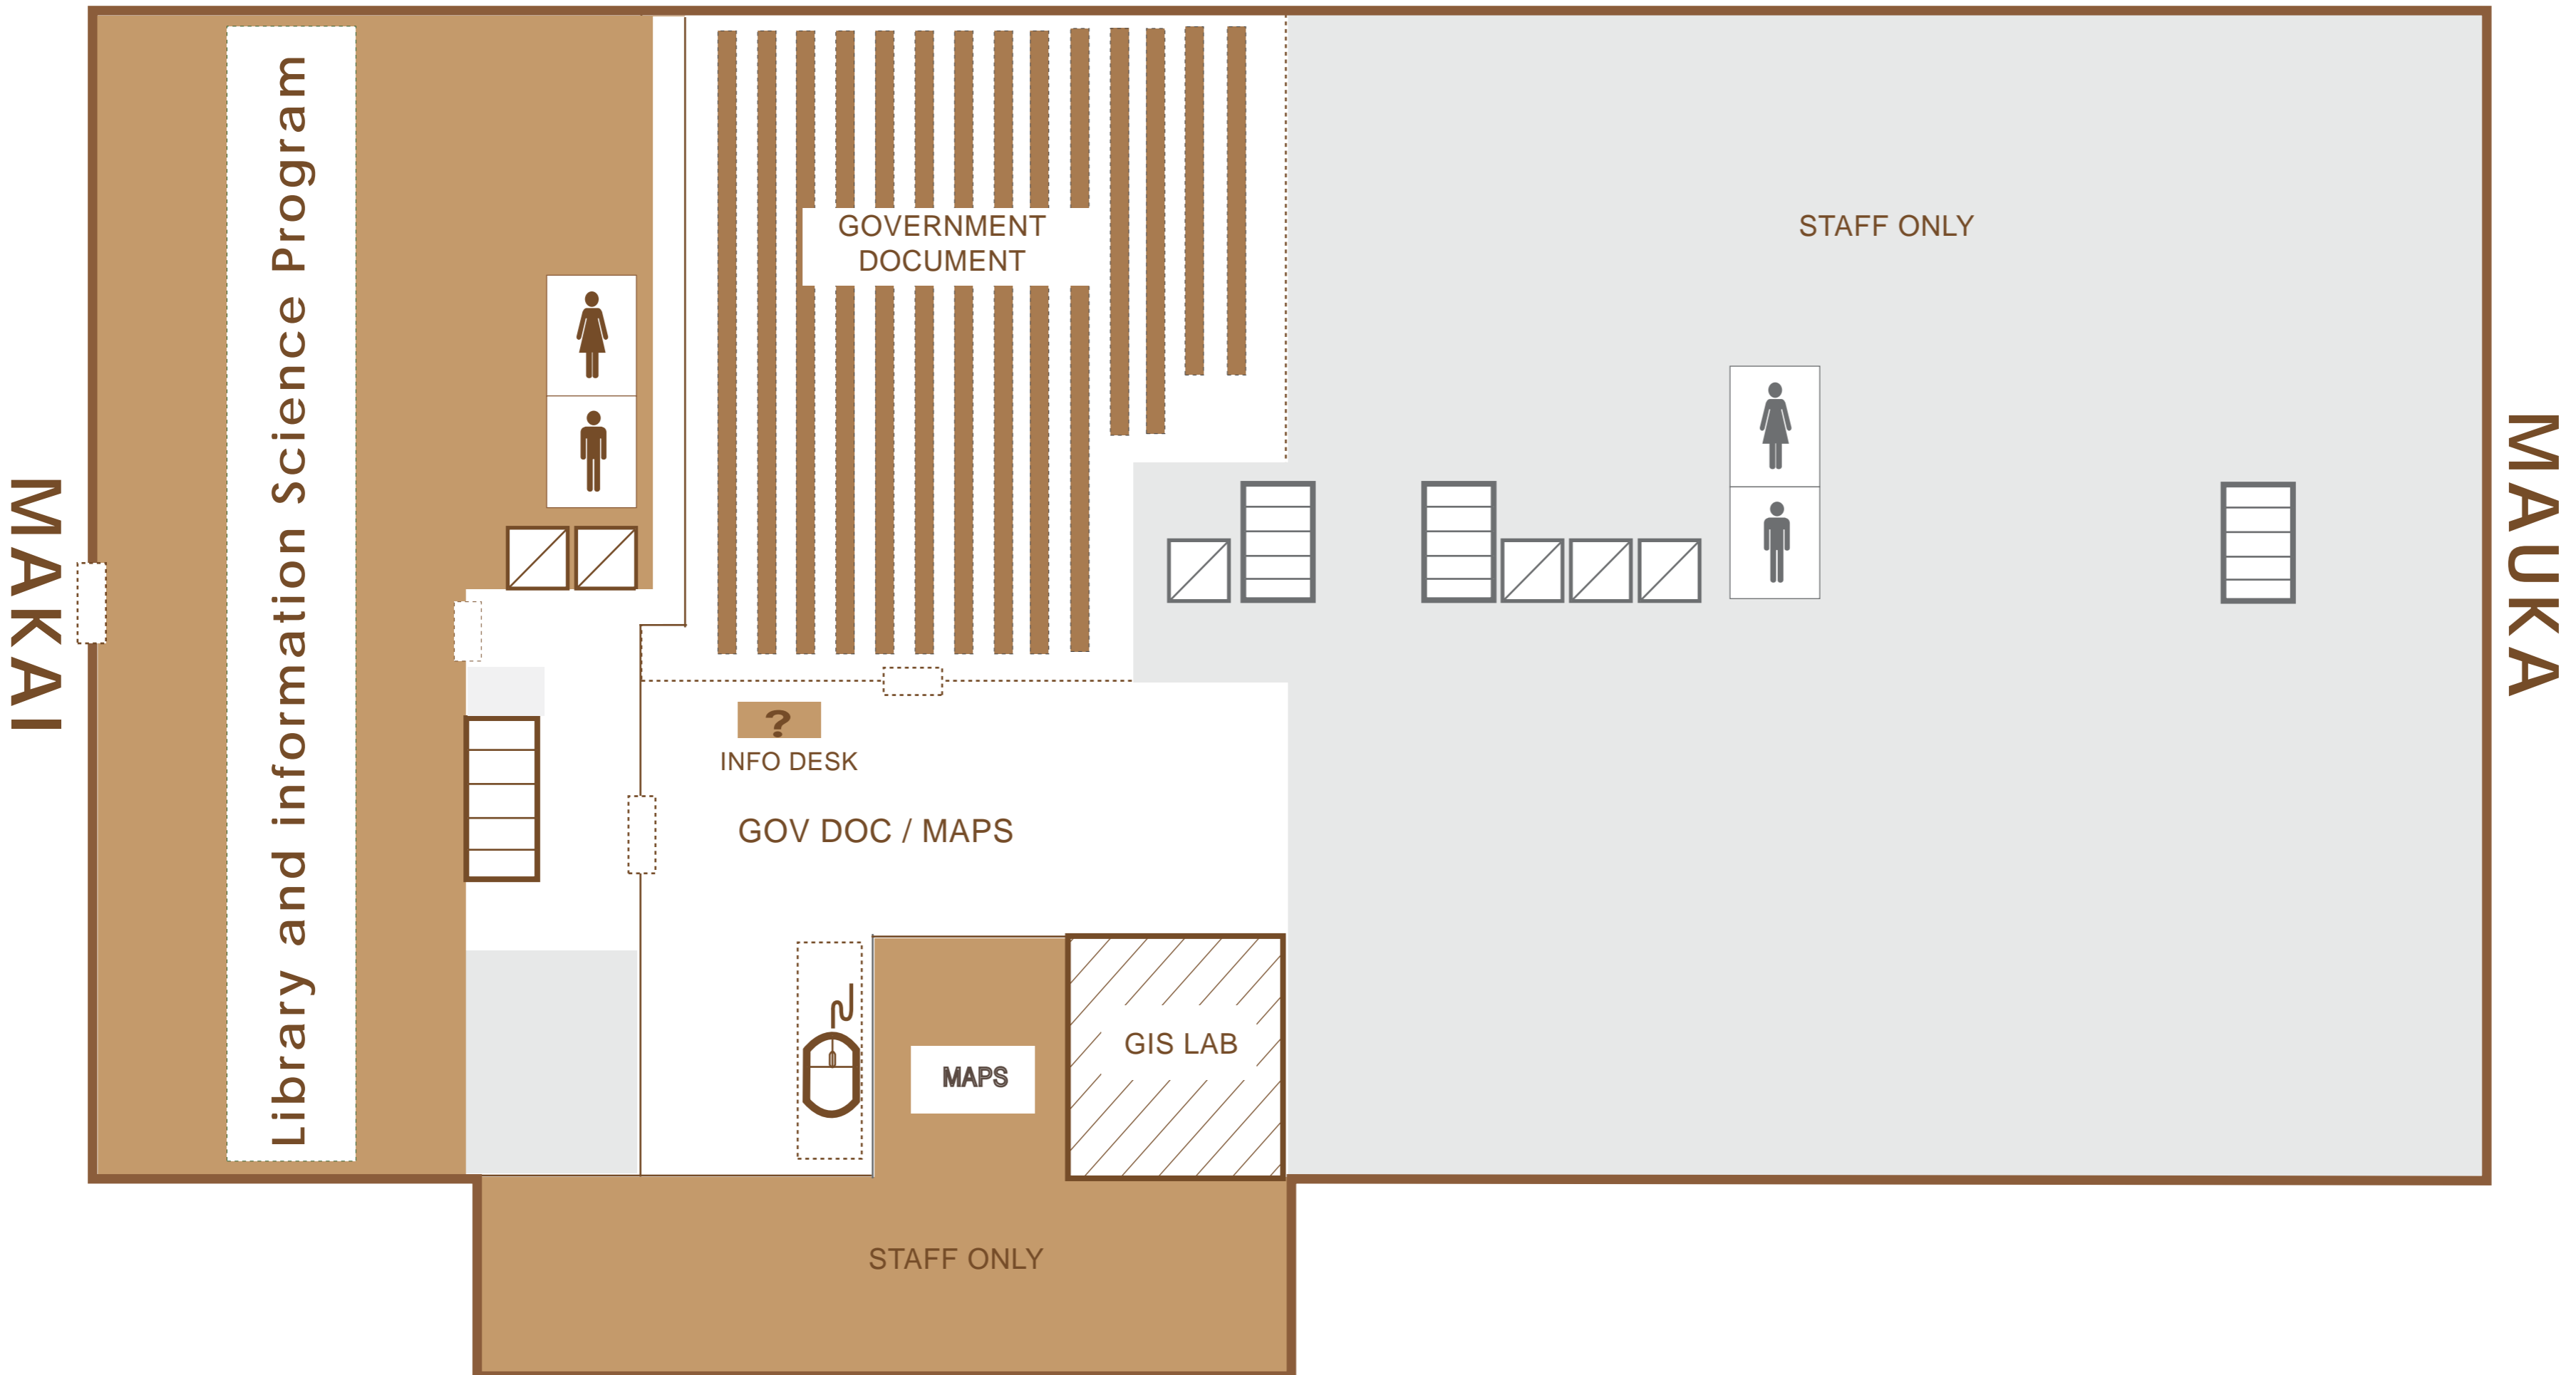 MAKAI
Library and information Science Program
GOVERNMENT
DOCUMENT
STAFF ONLY
MAUKA
?
INFO DESK
GOV DOC / MAPS
MAPS
GIS LAB
STAFF ONLY